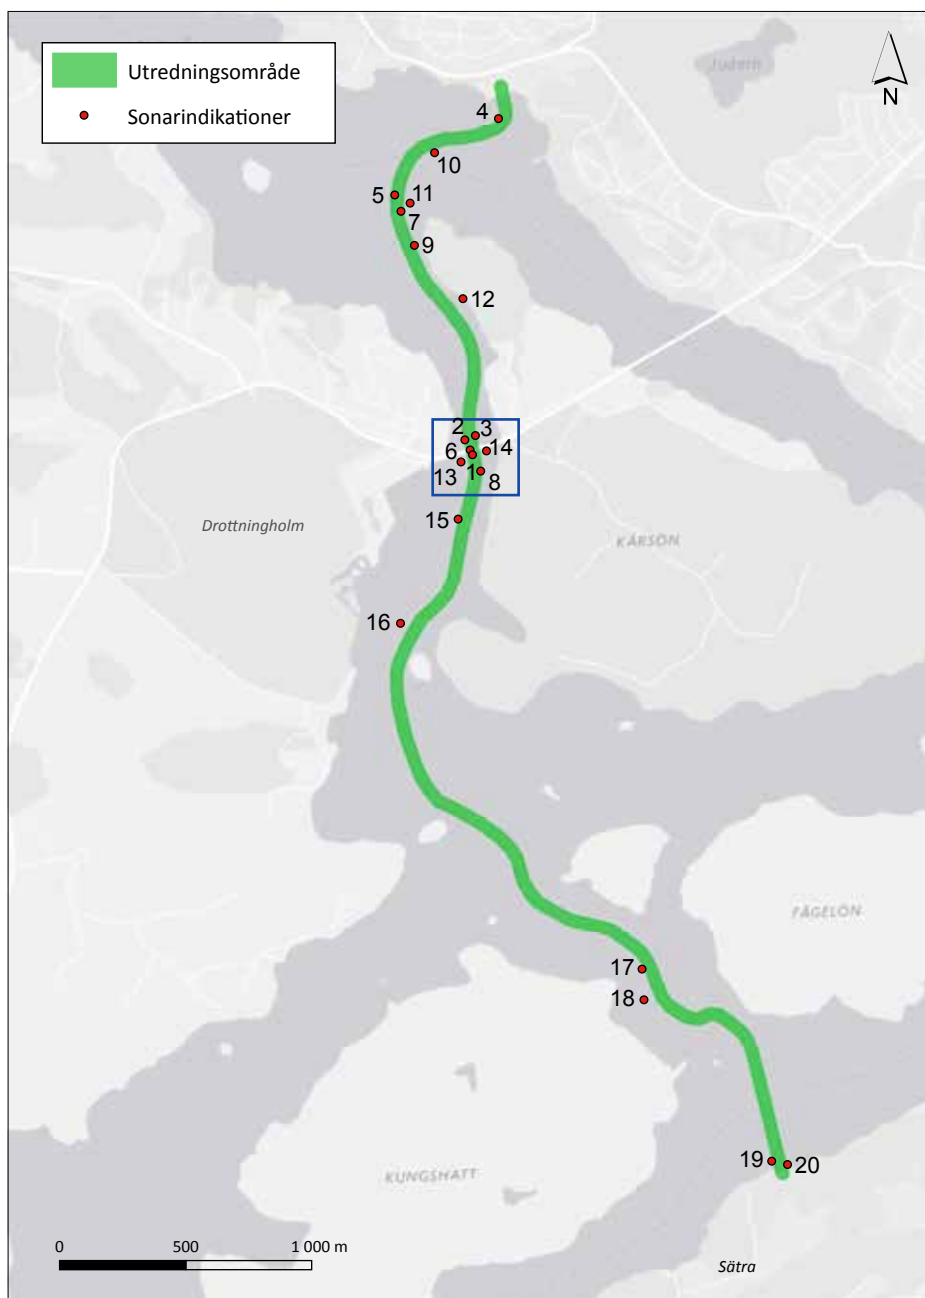 Utredningsområde
Sonarindikationer
Judarn
N
4
10
5
11
7
9
12
2
3
6
14
13
1
8
15
Drottningholm
KÄRSÖN
16
FÅGELÖN
17
18
19
20
KUNGSHATT
0 500 1 000 m
Sätra